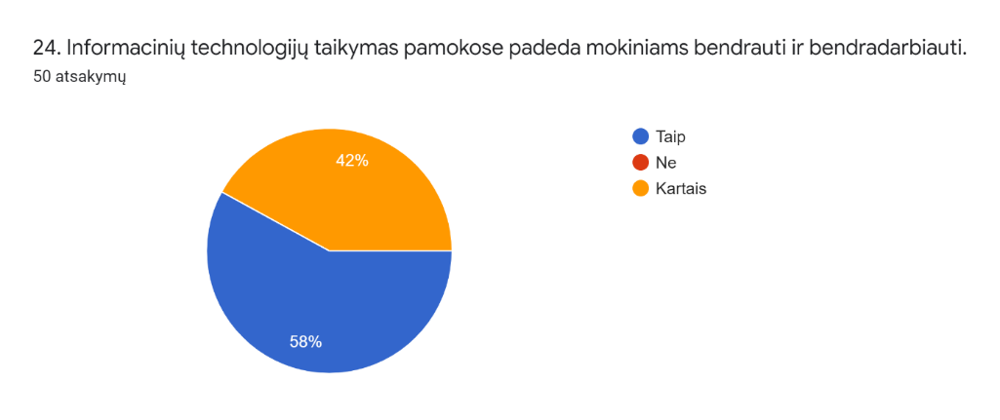 24. Informacinių technologijų taikymas pamokose padeda mokiniams bendrauti ir bendradarbiauti.
50 atsakymų
Taip
Ne
Kartais
42%
58%